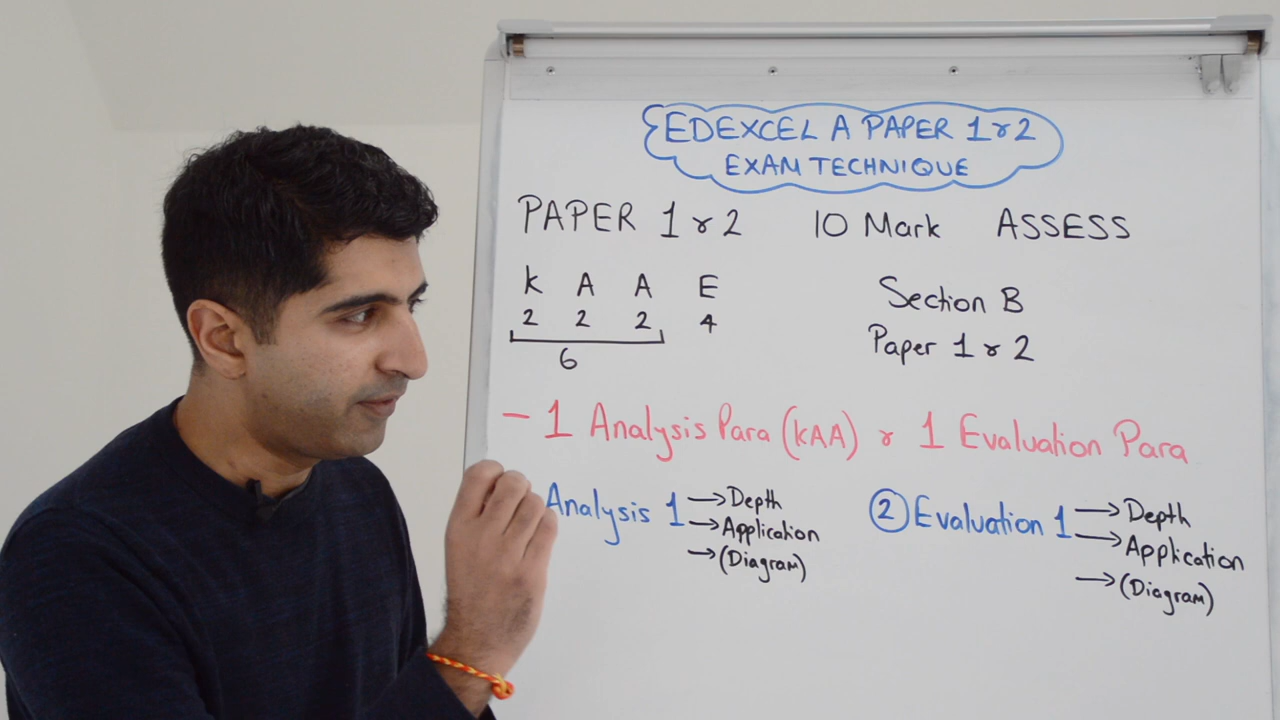 EDEXCEL A PAPER 1 & 2
EXAM TECHNIQUE
PAPER 1 & 2 10 Mark ASSESS
K A A E
2 2 2 4
6
Section B
Paper 1 & 2
- 1 Analysis Para (KAA) & 1 Evaluation Para
Analysis 1 → Depth
→ Application
→ (Diagram)
② Evaluation 1 → Depth
→ Application
→ (Diagram)